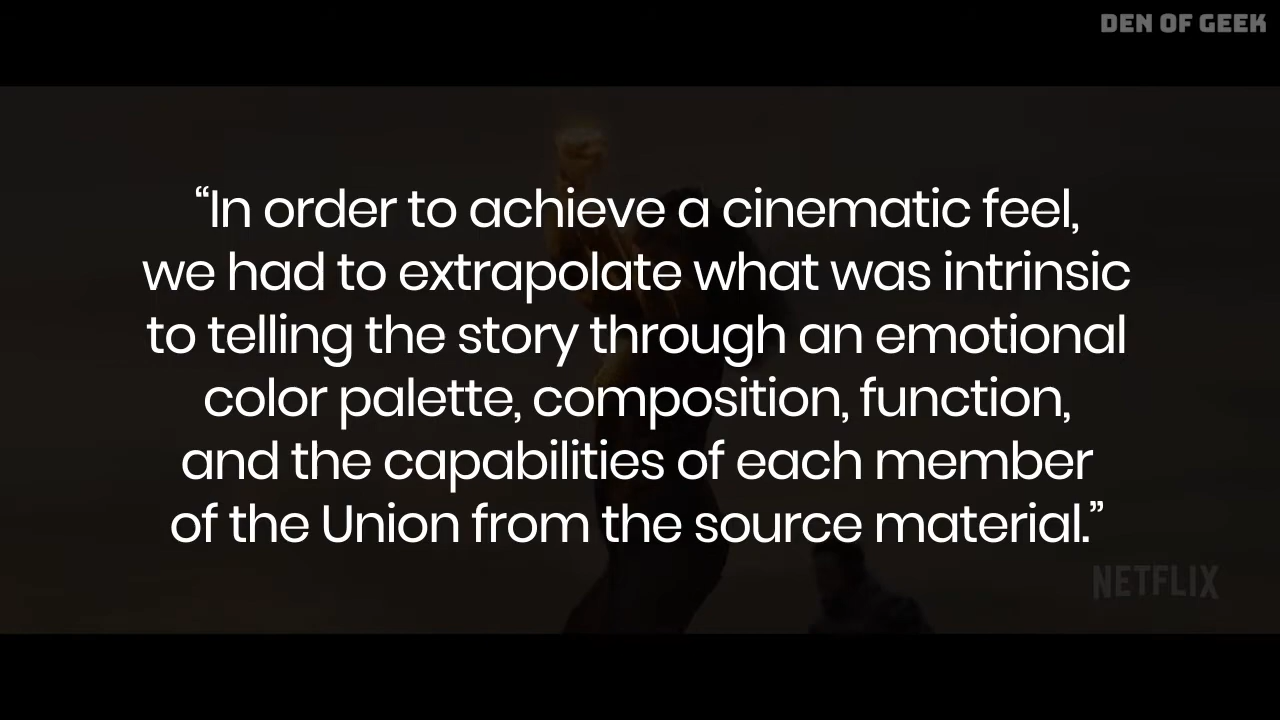 DEN OF GEEK
“In order to achieve a cinematic feel,
we had to extrapolate what was intrinsic
to telling the story through an emotional
color palette, composition, function,
and the capabilities of each member
of the Union from the source material.”
NETFLIX